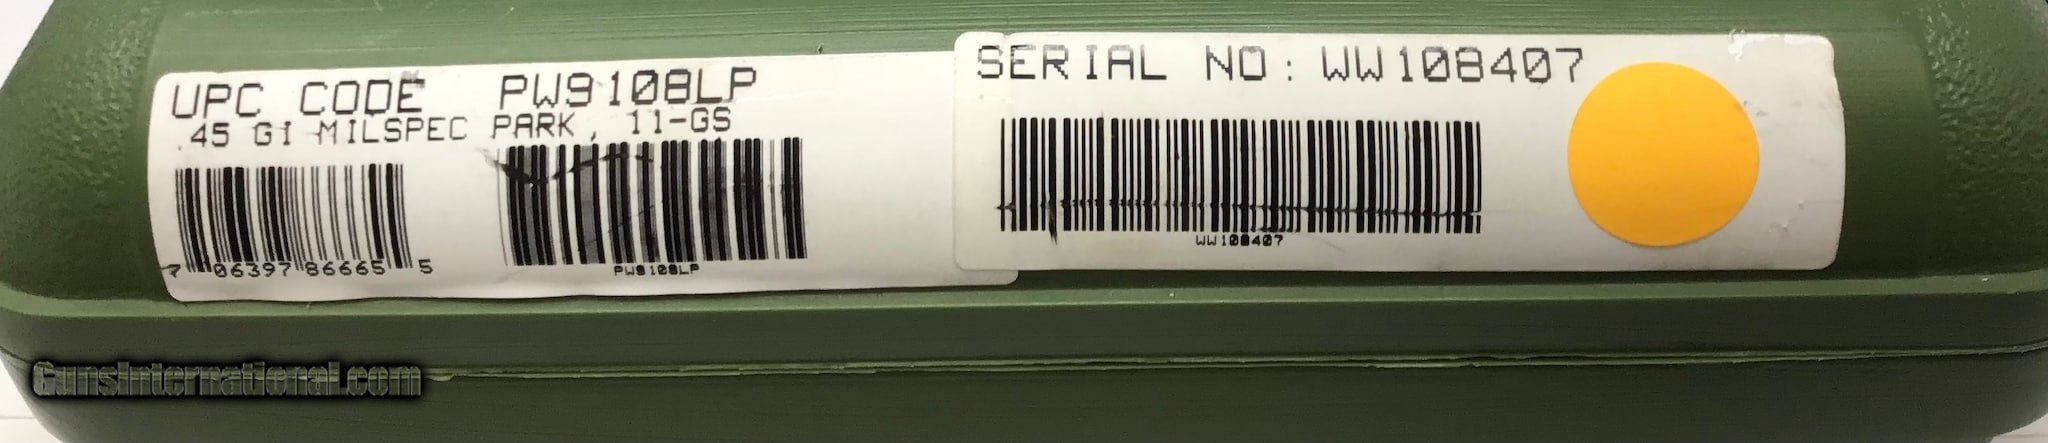 UPC CODE PW9108LP
.45 GI MILSPEC PARK, 11-GS
7 06397 86665 5
PW9108LP
SERIAL NO: WW108407
WW108407
GunsInternational.com